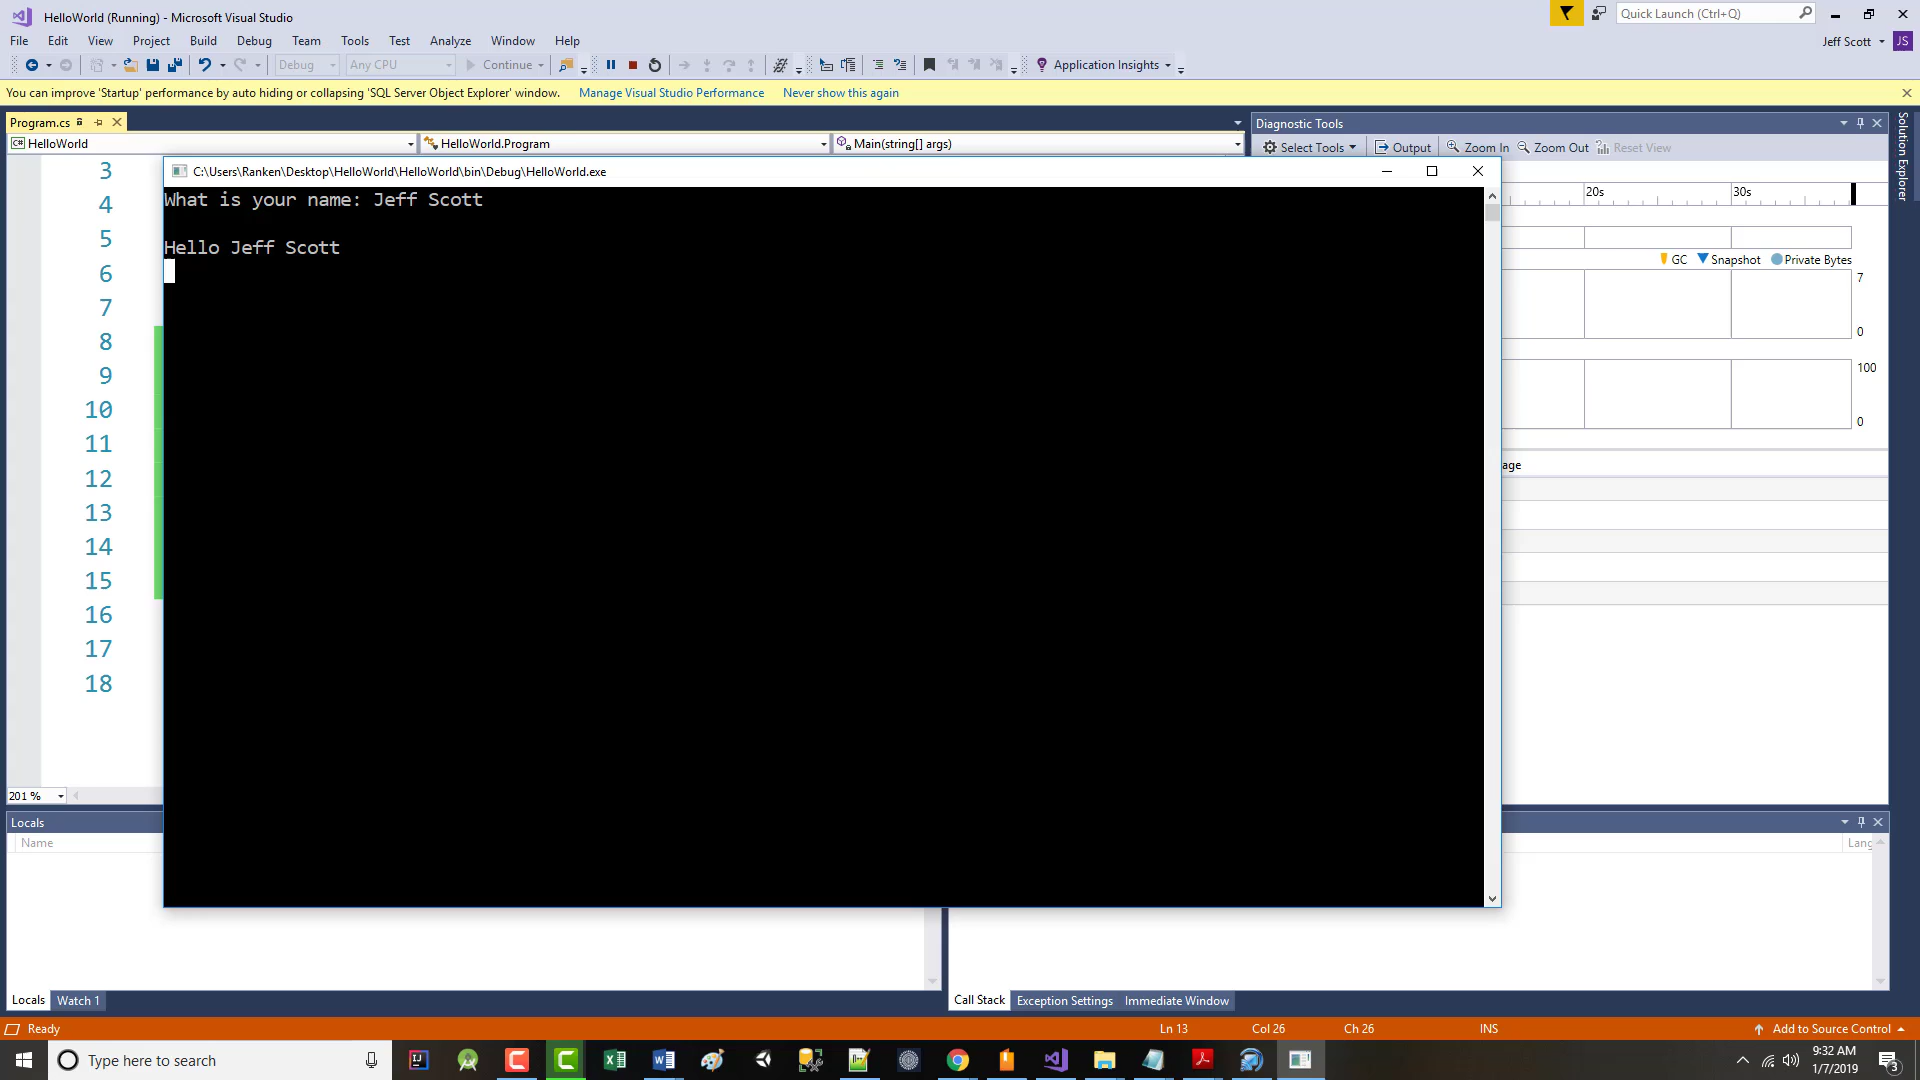 HelloWorld (Running) - Microsoft Visual Studio
Quick Launch (Ctrl+Q)
File Edit View Project Build Debug Team Tools Test Analyze Window Help
Jeff Scott JS
Debug Any CPU Continue Application Insights
You can improve 'Startup' performance by auto hiding or collapsing 'SQL Server Object Explorer' window. Manage Visual Studio Performance Never show this again
Program.cs
Diagnostic Tools
Solution Explorer
C# HelloWorld HelloWorld.Program Main(string[] args)
Select Tools Output Zoom In Zoom Out Reset View
C:\Users\Ranken\Desktop\HelloWorld\HelloWorld\bin\Debug\HelloWorld.exe
What is your name: Jeff Scott
Hello Jeff Scott
20s 30s
GC Snapshot Private Bytes
7
0
100
0
age
3
4
5
6
7
8
9
10
11
12
13
14
15
16
17
18
201 %
Locals
Name
Lang
Locals Watch 1
Call Stack Exception Settings Immediate Window
Ready Ln 13 Col 26 Ch 26 INS Add to Source Control
Type here to search
9:32 AM
1/7/2019
3